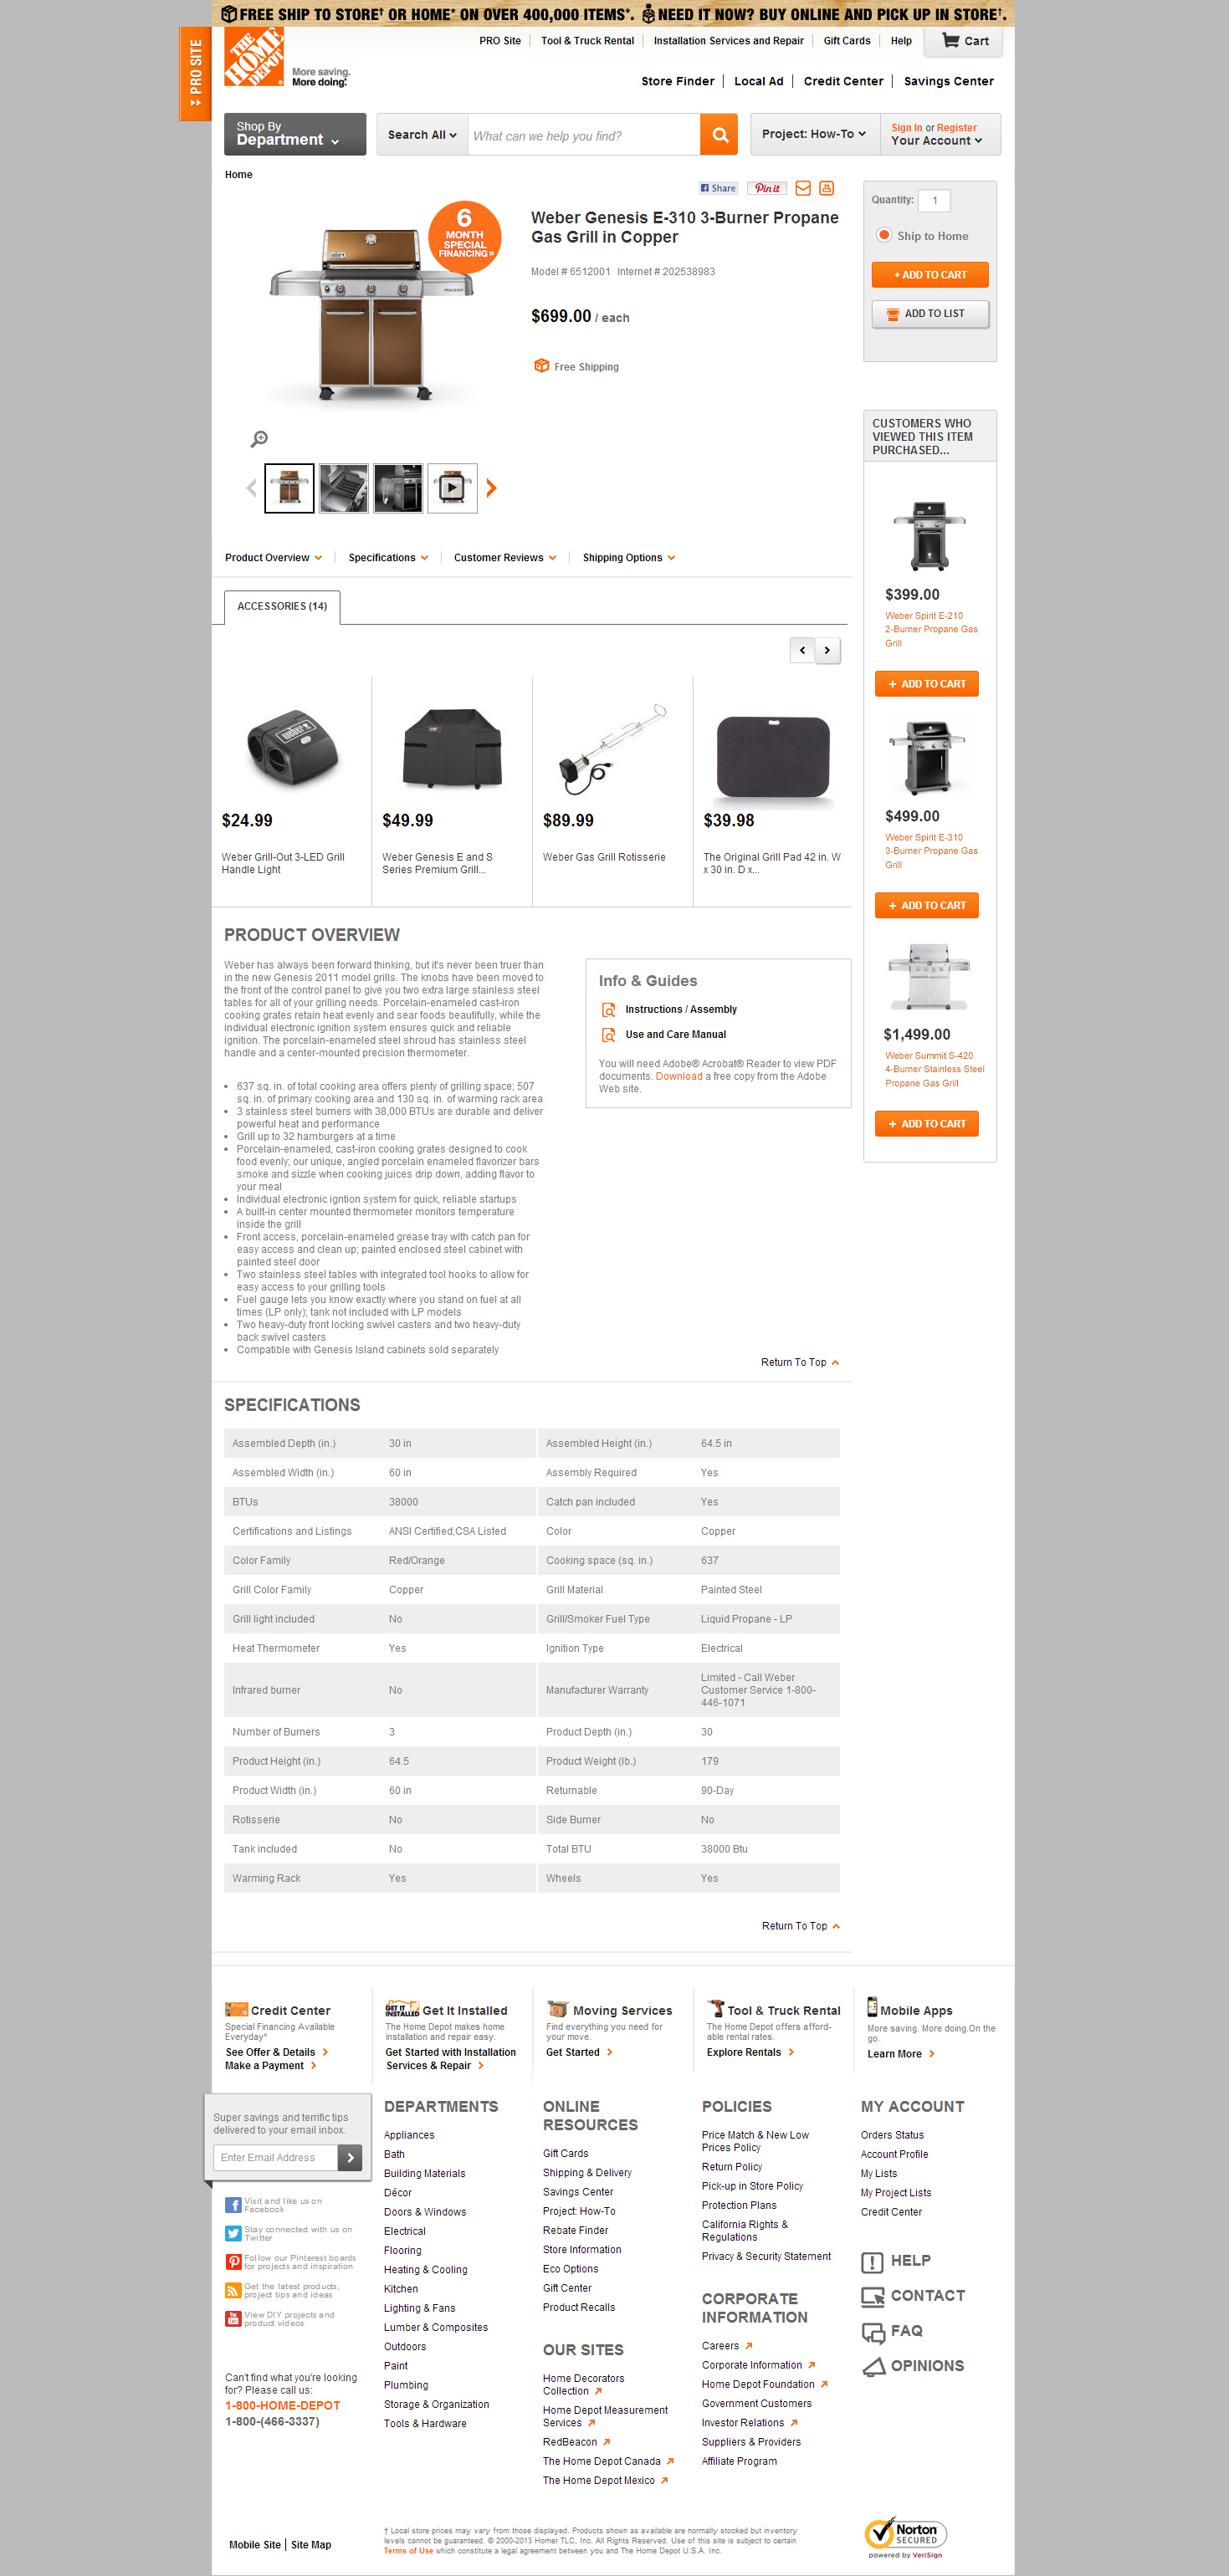 FREE SHIP TO STORE† OR HOME* ON OVER 400,000 ITEMS*. NEED IT NOW? BUY ONLINE AND PICK UP IN STORE†.
PRO SITE
THE HOME DEPOT
More saving.
More doing.
PRO Site
Tool & Truck Rental
Installation Services and Repair
Gift Cards
Help
Cart
Store Finder
Local Ad
Credit Center
Savings Center
Shop By
Department
Search All
What can we help you find?
Project: How-To
Sign In or Register
Your Account
Home
Share
Pin it
6
MONTH
SPECIAL
FINANCING»
Weber Genesis E-310 3-Burner Propane
Gas Grill in Copper
Model # 6512001 Internet # 202538983
$699.00 / each
Free Shipping
Quantity: 1
Ship to Home
+ ADD TO CART
ADD TO LIST
CUSTOMERS WHO
VIEWED THIS ITEM
PURCHASED...
$399.00
Weber Spirit E-210
2-Burner Propane Gas
Grill
+ ADD TO CART
$499.00
Weber Spirit E-310
3-Burner Propane Gas
Grill
+ ADD TO CART
$1,499.00
Weber Summit S-420
4-Burner Stainless Steel
Propane Gas Grill
+ ADD TO CART
Product Overview
Specifications
Customer Reviews
Shipping Options
ACCESSORIES (14)
weber
$24.99
Weber Grill-Out 3-LED Grill
Handle Light
$49.99
Weber Genesis E and S
Series Premium Grill...
$89.99
Weber Gas Grill Rotisserie
$39.98
The Original Grill Pad 42 in. W
x 30 in. D x...
PRODUCT OVERVIEW
Weber has always been forward thinking, but it's never been truer than
in the new Genesis 2011 model grills. The knobs have been moved to
the front of the control panel to give you two extra large stainless steel
tables for all of your grilling needs. Porcelain-enameled cast-iron
cooking grates retain heat evenly and sear foods beautifully, while the
individual electronic ignition system ensures quick and reliable
ignition. The porcelain-enameled steel shroud has stainless steel
handle and a center-mounted precision thermometer.
• 637 sq. in. of total cooking area offers plenty of grilling space; 507
sq. in. of primary cooking area and 130 sq. in. of warming rack area
• 3 stainless steel burners with 38,000 BTUs are durable and deliver
powerful heat and performance
• Grill up to 32 hamburgers at a time
• Porcelain-enameled, cast-iron cooking grates designed to cook
food evenly; our unique, angled porcelain enameled flavorizer bars
smoke and sizzle when cooking juices drip down, adding flavor to
your meal
• Individual electronic igntion system for quick, reliable startups
• A built-in center mounted thermometer monitors temperature
inside the grill
• Front access, porcelain-enameled grease tray with catch pan for
easy access and clean up; painted enclosed steel cabinet with
painted steel door
• Two stainless steel tables with integrated tool hooks to allow for
easy access to your grilling tools
• Fuel gauge lets you know exactly where you stand on fuel at all
times (LP only); tank not included with LP models
• Two heavy-duty front locking swivel casters and two heavy-duty
back swivel casters
• Compatible with Genesis Island cabinets sold separately
Info & Guides
Instructions / Assembly
Use and Care Manual
You will need Adobe® Acrobat® Reader to view PDF
documents. Download a free copy from the Adobe
Web site.
Return To Top
SPECIFICATIONS
Assembled Depth (in.) 30 in Assembled Height (in.) 64.5 in
Assembled Width (in.) 60 in Assembly Required Yes
BTUs 38000 Catch pan included Yes
Certifications and Listings ANSI Certified,CSA Listed Color Copper
Color Family Red/Orange Cooking space (sq. in.) 637
Grill Color Family Copper Grill Material Painted Steel
Grill light included No Grill/Smoker Fuel Type Liquid Propane - LP
Heat Thermometer Yes Ignition Type Electrical
Infrared burner No Manufacturer Warranty Limited - Call Weber
Customer Service 1-800-
446-1071
Number of Burners 3 Product Depth (in.) 30
Product Height (in.) 64.5 Product Weight (lb.) 179
Product Width (in.) 60 in Returnable 90-Day
Rotisserie No Side Burner No
Tank included No Total BTU 38000 Btu
Warming Rack Yes Wheels Yes
Return To Top
Credit Center
Special Financing Available
Everyday*
See Offer & Details
Make a Payment
GET IT INSTALLED
Get It Installed
The Home Depot makes home
installation and repair easy.
Get Started with Installation
Services & Repair
Moving Services
Find everything you need for
your move.
Get Started
Tool & Truck Rental
The Home Depot offers afford-
able rental rates.
Explore Rentals
Mobile Apps
More saving. More doing.On the
go.
Learn More
Super savings and terrific tips
delivered to your email inbox.
Enter Email Address
Visit and like us on
Facebook
Stay connected with us on
Twitter
Follow our Pinterest boards
for projects and inspiration
Get the latest products,
project tips and ideas
View DIY projects and
product videos
Can't find what you're looking
for? Please call us:
1-800-HOME-DEPOT
1-800-(466-3337)
DEPARTMENTS
Appliances
Bath
Building Materials
Décor
Doors & Windows
Electrical
Flooring
Heating & Cooling
Kitchen
Lighting & Fans
Lumber & Composites
Outdoors
Paint
Plumbing
Storage & Organization
Tools & Hardware
ONLINE
RESOURCES
Gift Cards
Shipping & Delivery
Savings Center
Project: How-To
Rebate Finder
Store Information
Eco Options
Gift Center
Product Recalls
OUR SITES
Home Decorators
Collection
Home Depot Measurement
Services
RedBeacon
The Home Depot Canada
The Home Depot Mexico
POLICIES
Price Match & New Low
Prices Policy
Return Policy
Pick-up in Store Policy
Protection Plans
California Rights &
Regulations
Privacy & Security Statement
CORPORATE
INFORMATION
Careers
Corporate Information
Home Depot Foundation
Government Customers
Investor Relations
Suppliers & Providers
Affiliate Program
MY ACCOUNT
Orders Status
Account Profile
My Lists
My Project Lists
Credit Center
HELP
CONTACT
FAQ
OPINIONS
Mobile Site
Site Map
† Local store prices may vary from those displayed. Products shown as available are normally stocked but inventory
levels cannot be guaranteed. © 2000-2013 Homer TLC, Inc. All Rights Reserved. Use of this site is subject to certain
Terms of Use which constitute a legal agreement between you and The Home Depot U.S.A. Inc.
Norton
SECURED
powered by VeriSign